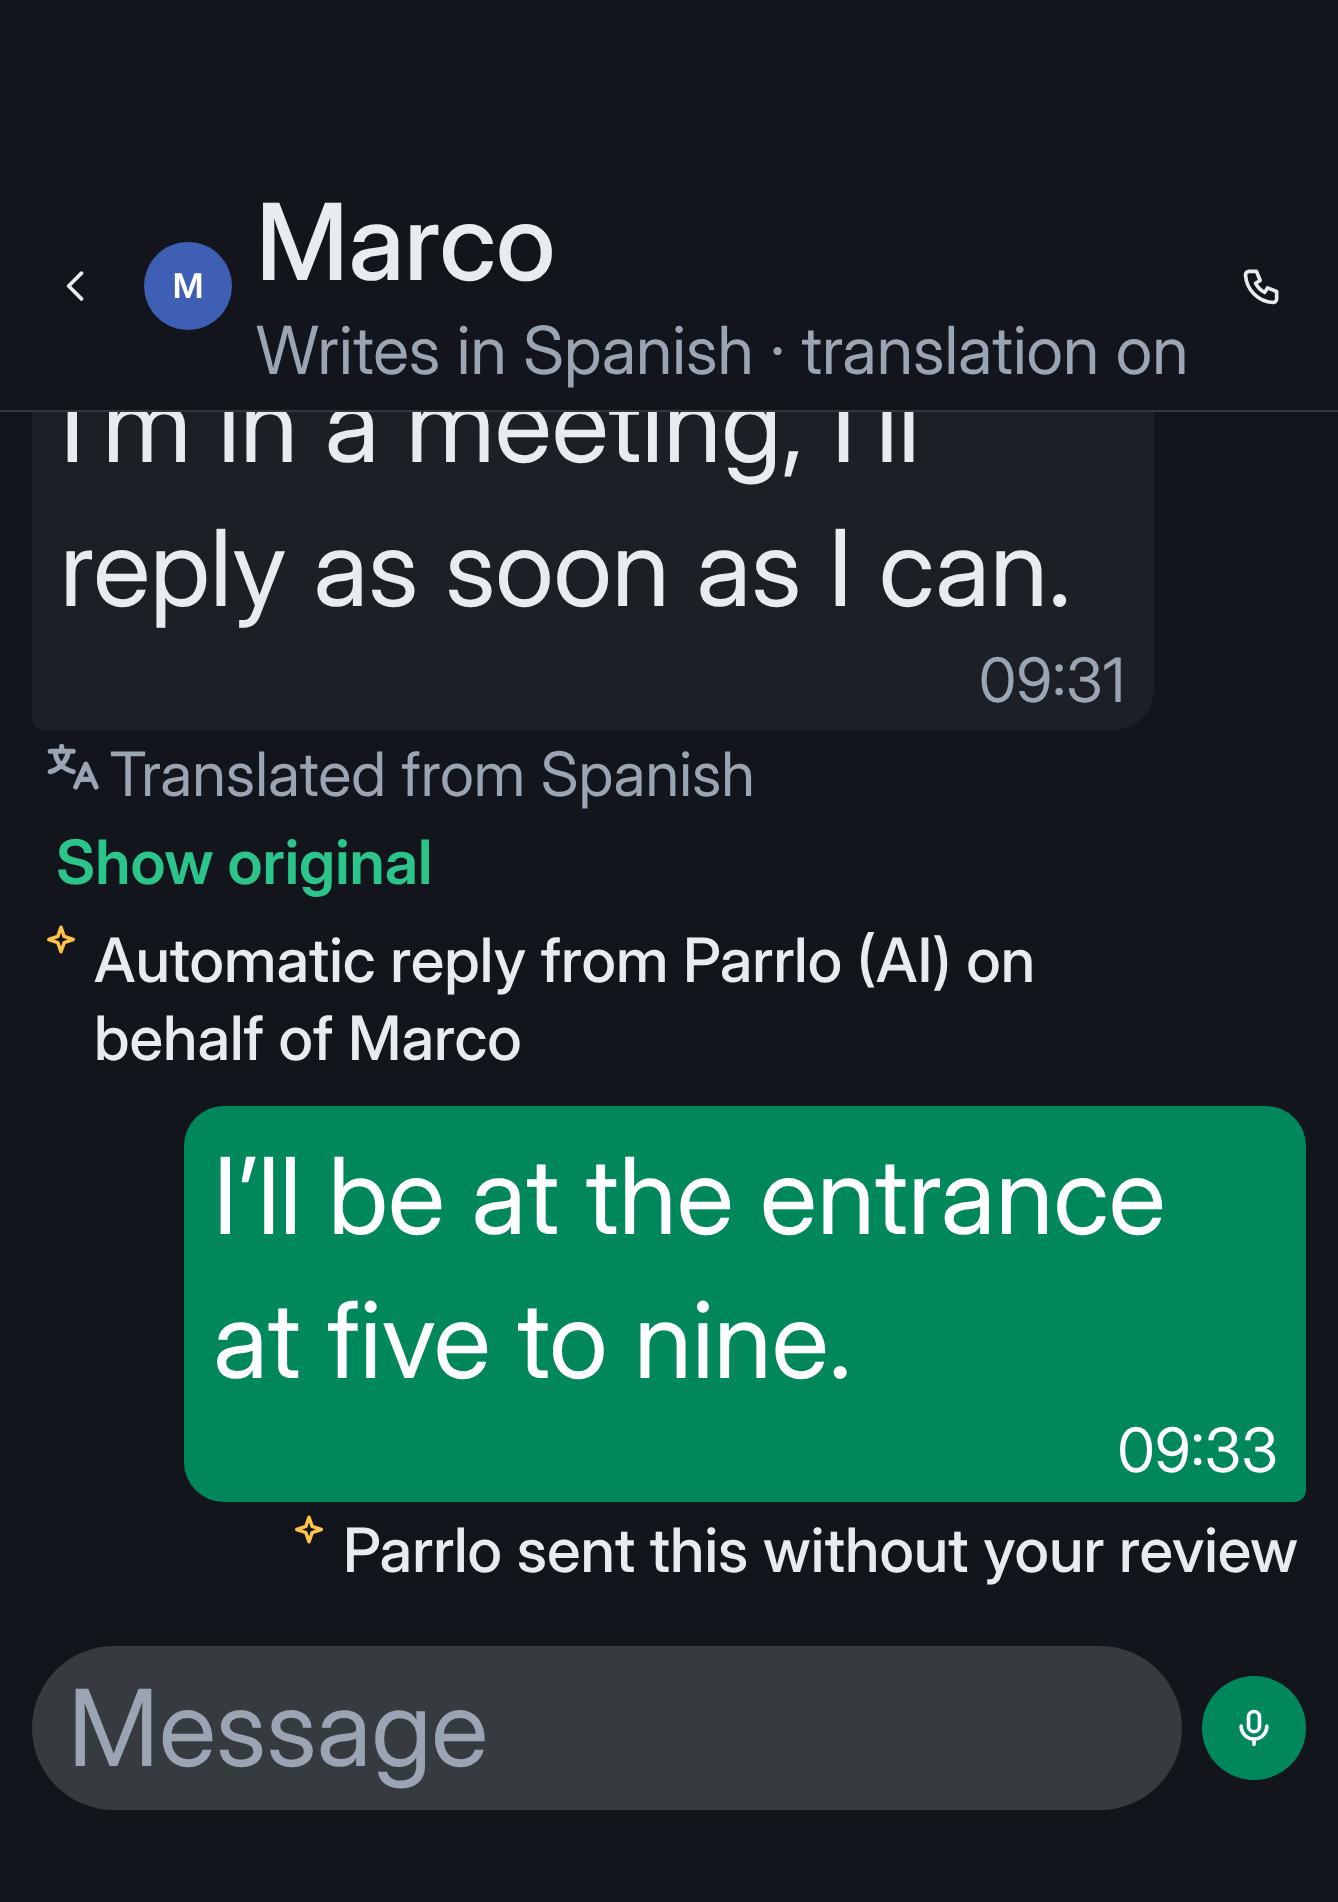 Marco
M
Writes in Spanish · translation on
I'm in a meeting, I'll
reply as soon as I can.
09:31
Translated from Spanish
Show original
Automatic reply from Parrlo (AI) on
behalf of Marco
I’ll be at the entrance
at five to nine.
09:33
Parrlo sent this without your review
Message